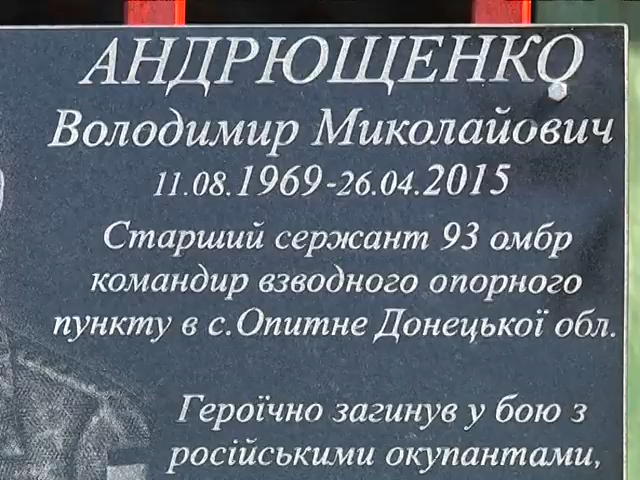 АНДРЮЩЕНКО
Володимир Миколайович
11.08.1969-26.04.2015
Старший сержант 93 омбр
командир взводного опорного
пункту в с.Опитне Донецької обл.
Героїчно загинув у бою з
російськими окупантами,